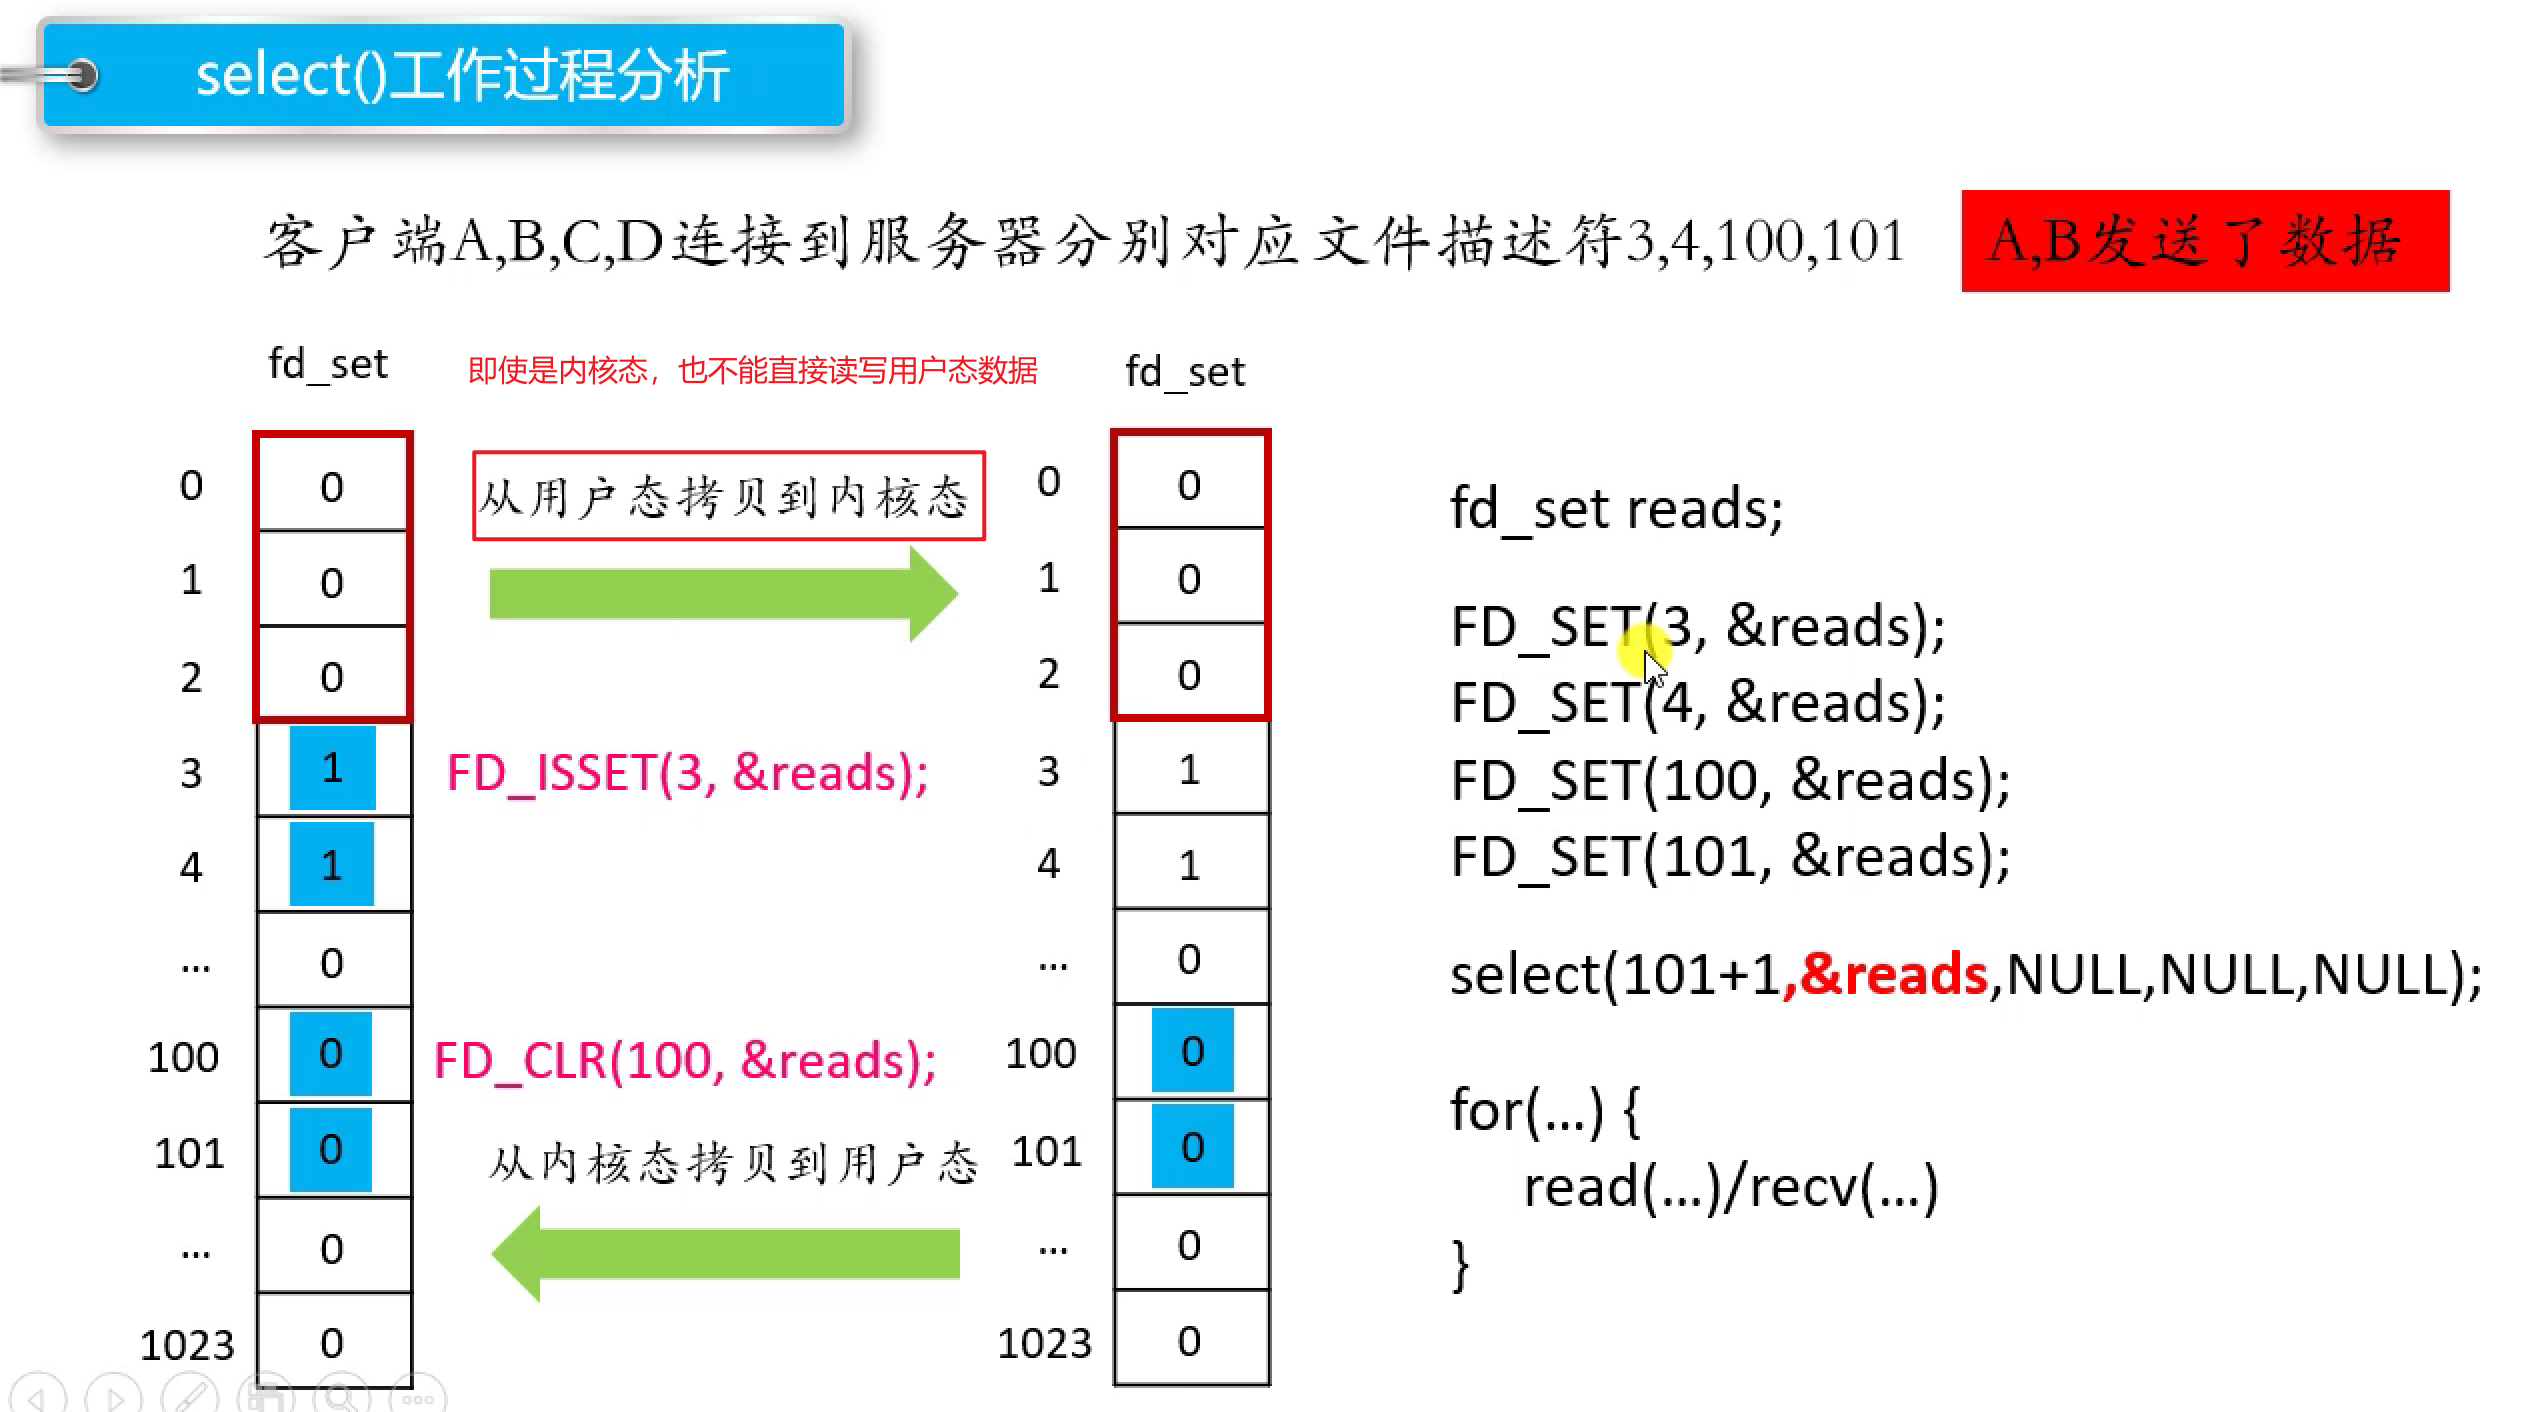 select()工作过程分析
客户端A,B,C,D连接到服务器分别对应文件描述符3,4,100,101
A,B发送了数据
fd_set
即使是内核态，也不能直接读写用户态数据
fd_set
0 0
1 0
2 0
3 1
4 1
... 0
100 0
101 0
... 0
1023 0
从用户态拷贝到内核态
FD_ISSET(3, &reads);
FD_CLR(100, &reads);
从内核态拷贝到用户态
0 0
1 0
2 0
3 1
4 1
... 0
100 0
101 0
... 0
1023 0
fd_set reads;
FD_SET(3, &reads);
FD_SET(4, &reads);
FD_SET(100, &reads);
FD_SET(101, &reads);
select(101+1,&reads,NULL,NULL,NULL);
for(...) {
read(...)/recv(...)
}